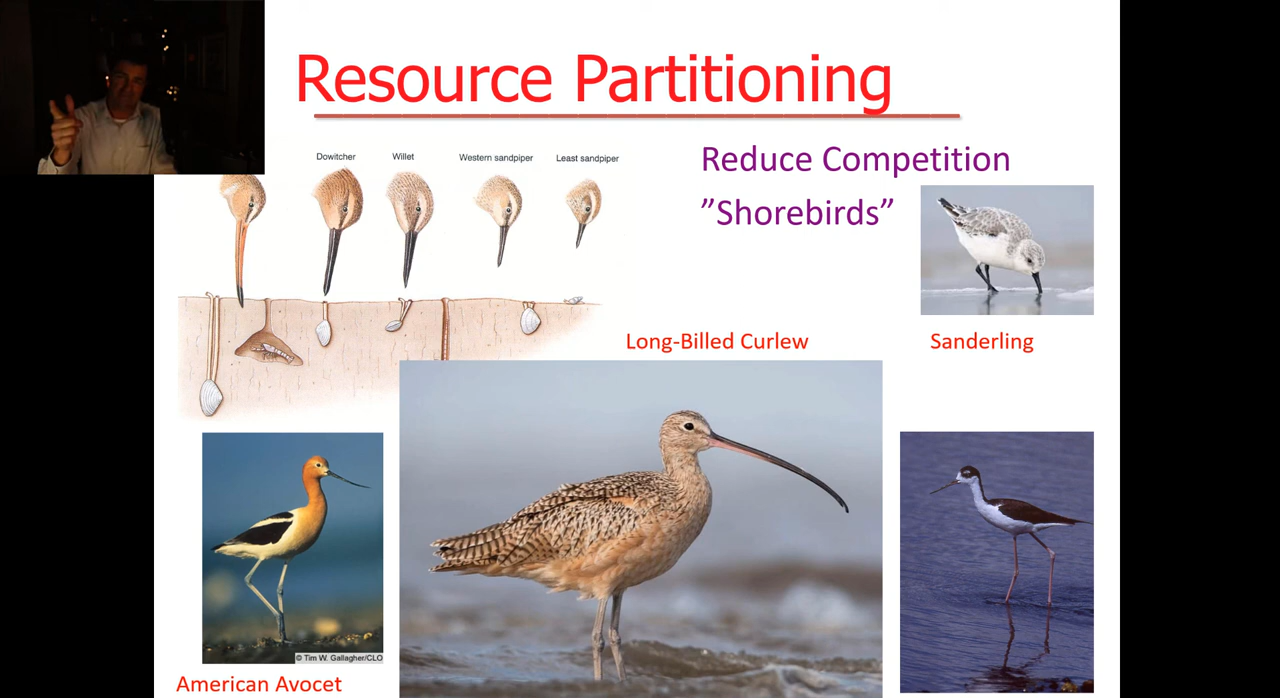 Resource Partitioning
Dowitcher Willet Western sandpiper Least sandpiper
Reduce Competition
”Shorebirds”
Long-Billed Curlew
Sanderling
© Tim W. Gallagher/CLO
American Avocet